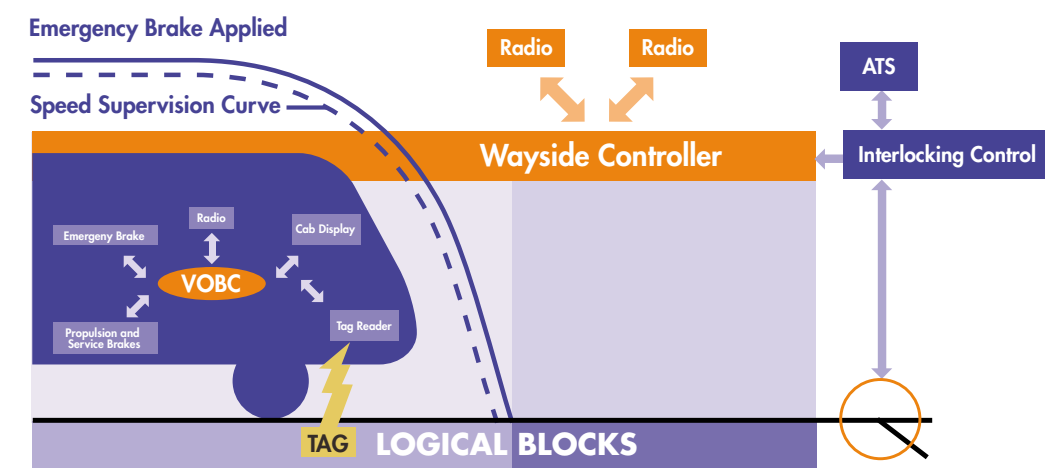 Emergency Brake Applied
Speed Supervision Curve
Radio
Radio
ATS
Wayside Controller
Interlocking Control
Radio
Emergeny Brake
Cab Display
VOBC
Propulsion and
Service Brakes
Tag Reader
TAG
LOGICAL BLOCKS